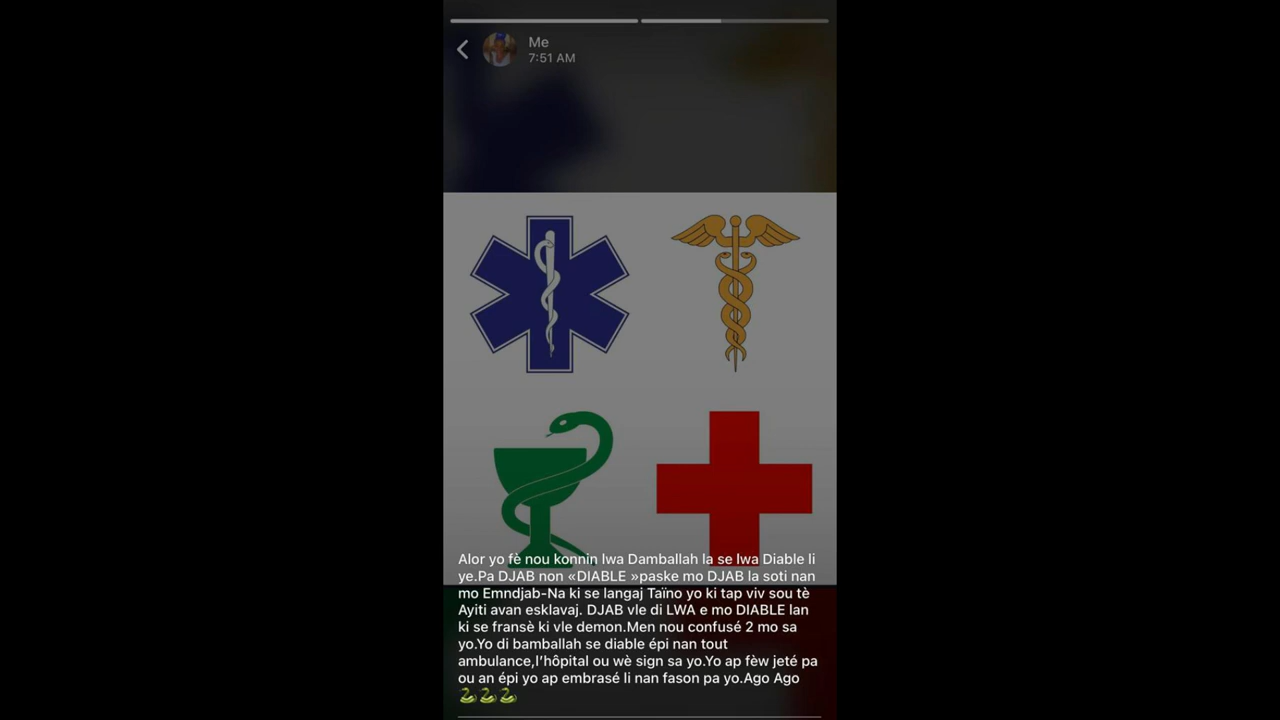 Me
7:51 AM
Alor yo fè nou konnin lwa Damballah la se lwa Diable li
ye.Pa DJAB non «DIABLE »paske mo DJAB la soti nan
mo Emndjab-Na ki se langaj Taïno yo ki tap viv sou tè
Ayiti avan esklavaj. DJAB vle di LWA e mo DIABLE lan
ki se fransè ki vle demon.Men nou confusé 2 mo sa
yo.Yo di bamballah se diable épi nan tout
ambulance,l’hôpital ou wè sign sa yo.Yo ap fèw jeté pa
ou an épi yo ap embrasé li nan fason pa yo.Ago Ago
🐍🐍🐍